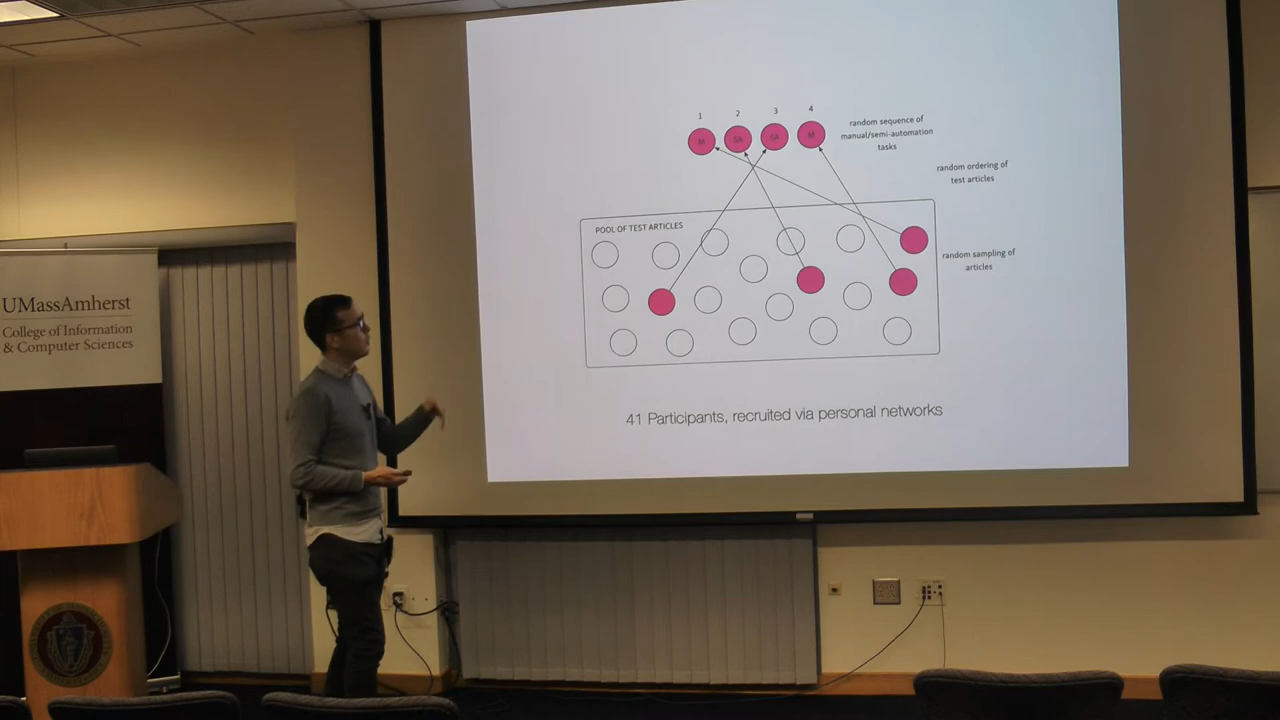 1 2 3 4
M SA SA M
random sequence of
manual/semi-automation
tasks
random ordering of
test articles
POOL OF TEST ARTICLES
random sampling of
articles
41 Participants, recruited via personal networks
UMassAmherst
College of Information
& Computer Sciences